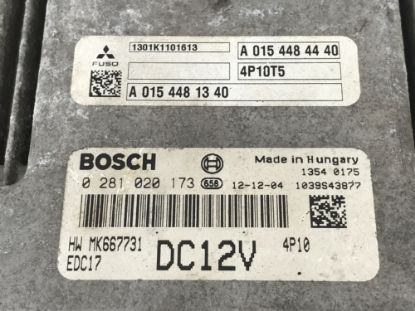 1301K1101613 A 015 448 44 40
FUSO 4P10T5
A 015 448 13 40
BOSCH Made in Hungary
1354 0175
0 281 020 173 656 12-12-04 1039S43877
HW MK667731 DC12V 4P10
EDC17